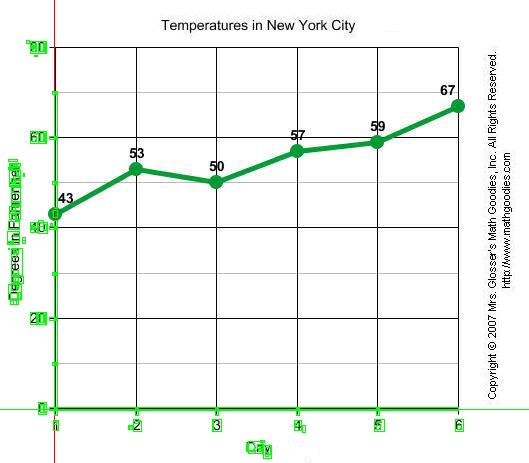 Temperatures in New York City
80
60
40
20
0
Degrees in Fahrenheit
43
53
50
57
59
67
1 2 3 4 5 6
Day
Copyright © 2007 Mrs. Glosser's Math Goodies, Inc. All Rights Reserved.
http://www.mathgoodies.com